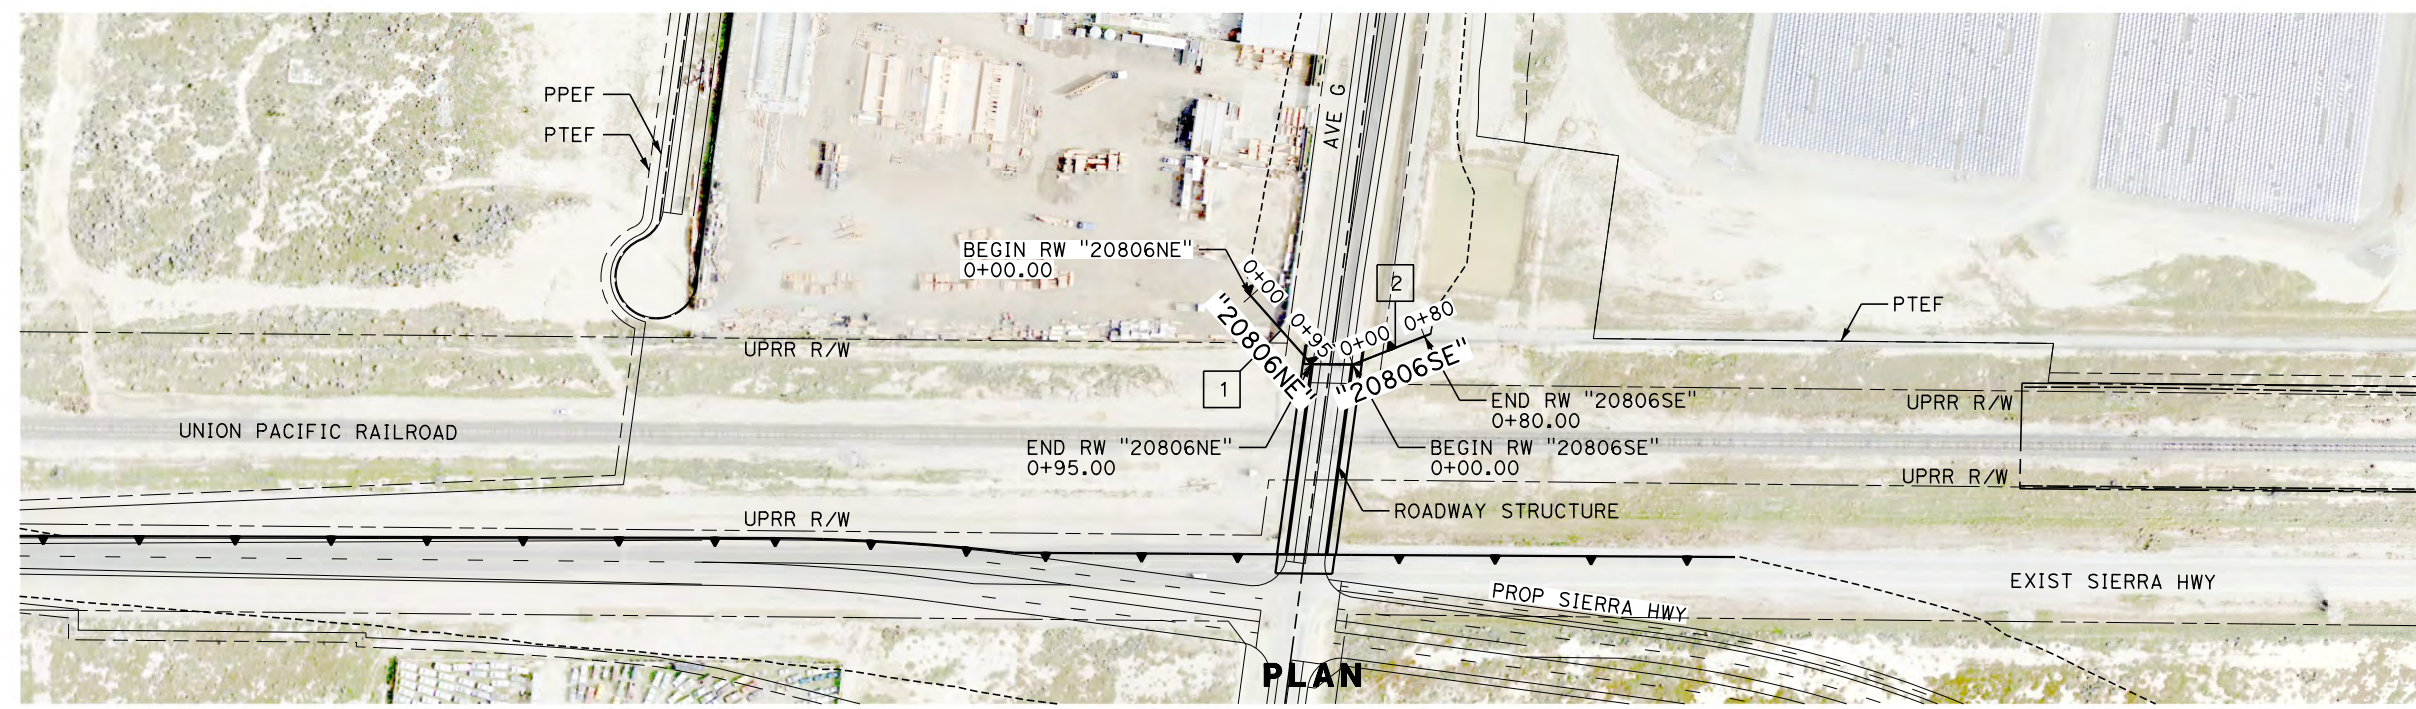 PPEF
PTEF
AVE G
BEGIN RW "20806NE"
0+00.00
0+00
"20806NE"
0+95
1
2
0+00
0+80
"20806SE"
PTEF
UPRR R/W
END RW "20806SE"
0+80.00
UPRR R/W
UNION PACIFIC RAILROAD
END RW "20806NE"
0+95.00
BEGIN RW "20806SE"
0+00.00
UPRR R/W
ROADWAY STRUCTURE
UPRR R/W
EXIST SIERRA HWY
PROP SIERRA HWY
PLAN